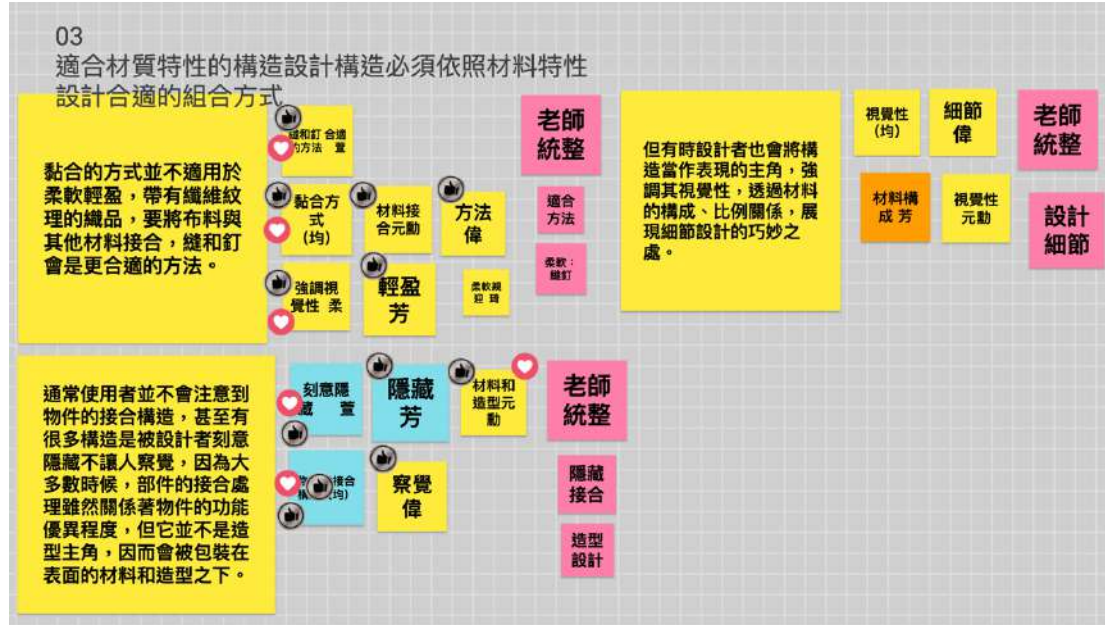 03
適合材質特性的構造設計構造必須依照材料特性
設計合適的組合方式
黏合的方式並不適用於
柔軟輕盈，帶有纖維紋
理的織品，要將布料與
其他材料接合，縫和釘
會是更合適的方法。
縫和釘 合適
的方法 萱
黏合方
式
(均)
材料接
合元勳
方法
偉
強調視
覺性 柔
輕盈
芳
老師
統整
適合
方法
但有時設計者也會將構
造當作表現的主角，強
調其視覺性，透過材料
的構成、比例關係，展
現細節設計的巧妙之
處。
視覺性
(均)
細節
偉
材料構
成 芳
視覺性
元勳
老師
統整
設計
細節
通常使用者並不會注意到
物件的接合構造，甚至有
很多構造是被設計者刻意
隱藏不讓人察覺，因為大
多數時候，部件的接合處
理雖然關係著物件的功能
優異程度，但它並不是造
型主角，因而會被包裝在
表面的材料和造型之下。
刻意隱
藏 萱
隱藏
芳
材料和
造型元
勳
接合
均)
察覺
偉
老師
統整
隱藏
接合
造型
設計